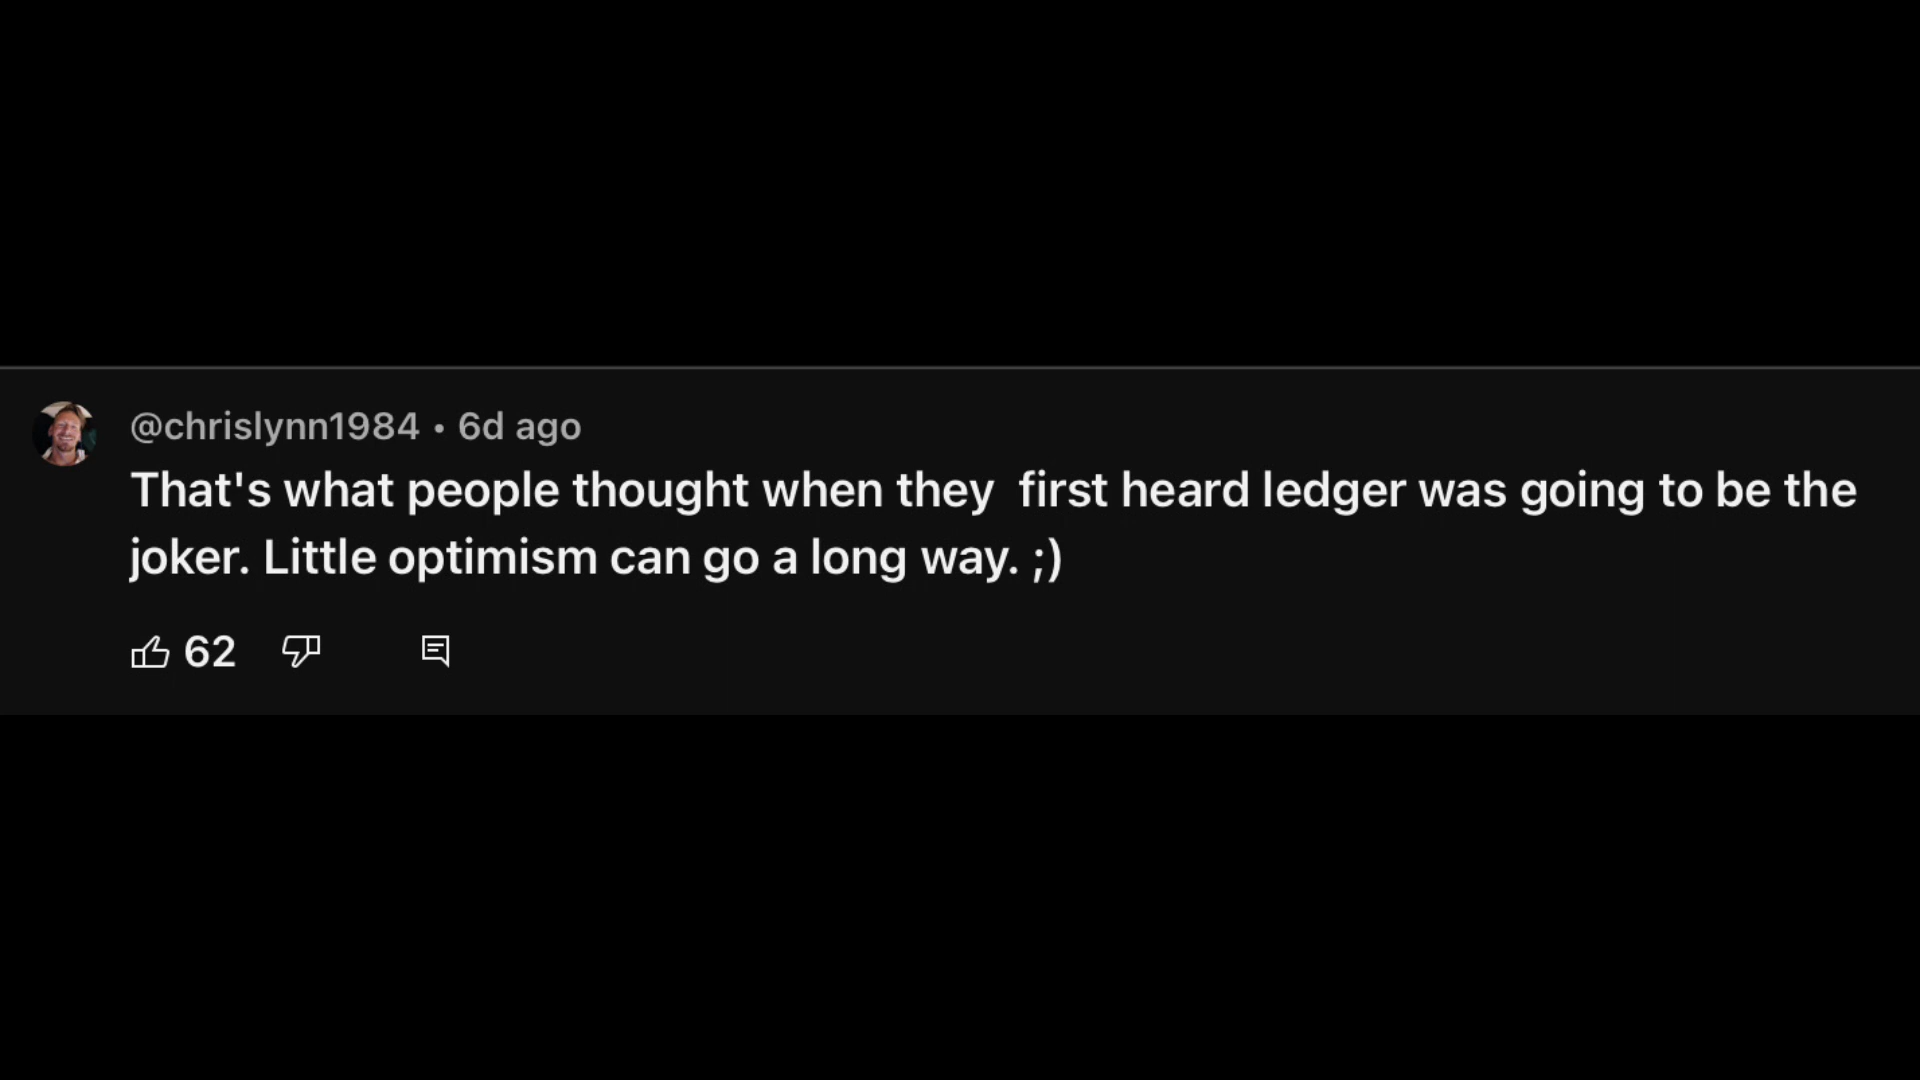 @chrislynn1984 • 6d ago
That's what people thought when they  first heard ledger was going to be the
joker. Little optimism can go a long way. ;)
62